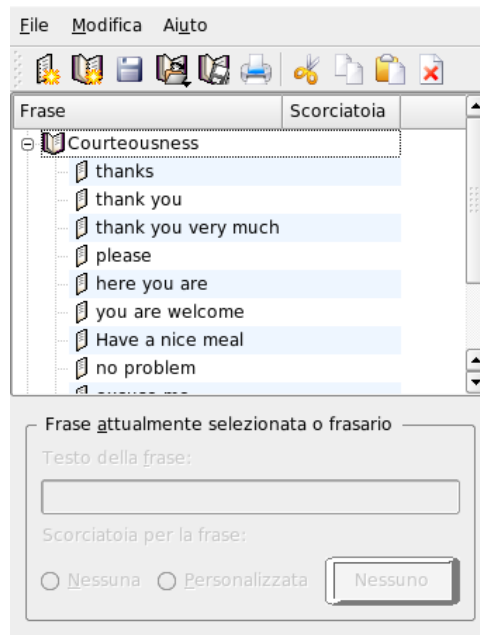 File Modifica Aiuto
Frase Scorciatoia
Courteousness
thanks
thank you
thank you very much
please
here you are
you are welcome
Have a nice meal
no problem
Frase attualmente selezionata o frasario
Testo della frase:
Scorciatoia per la frase:
Nessuna Personalizzata Nessuno